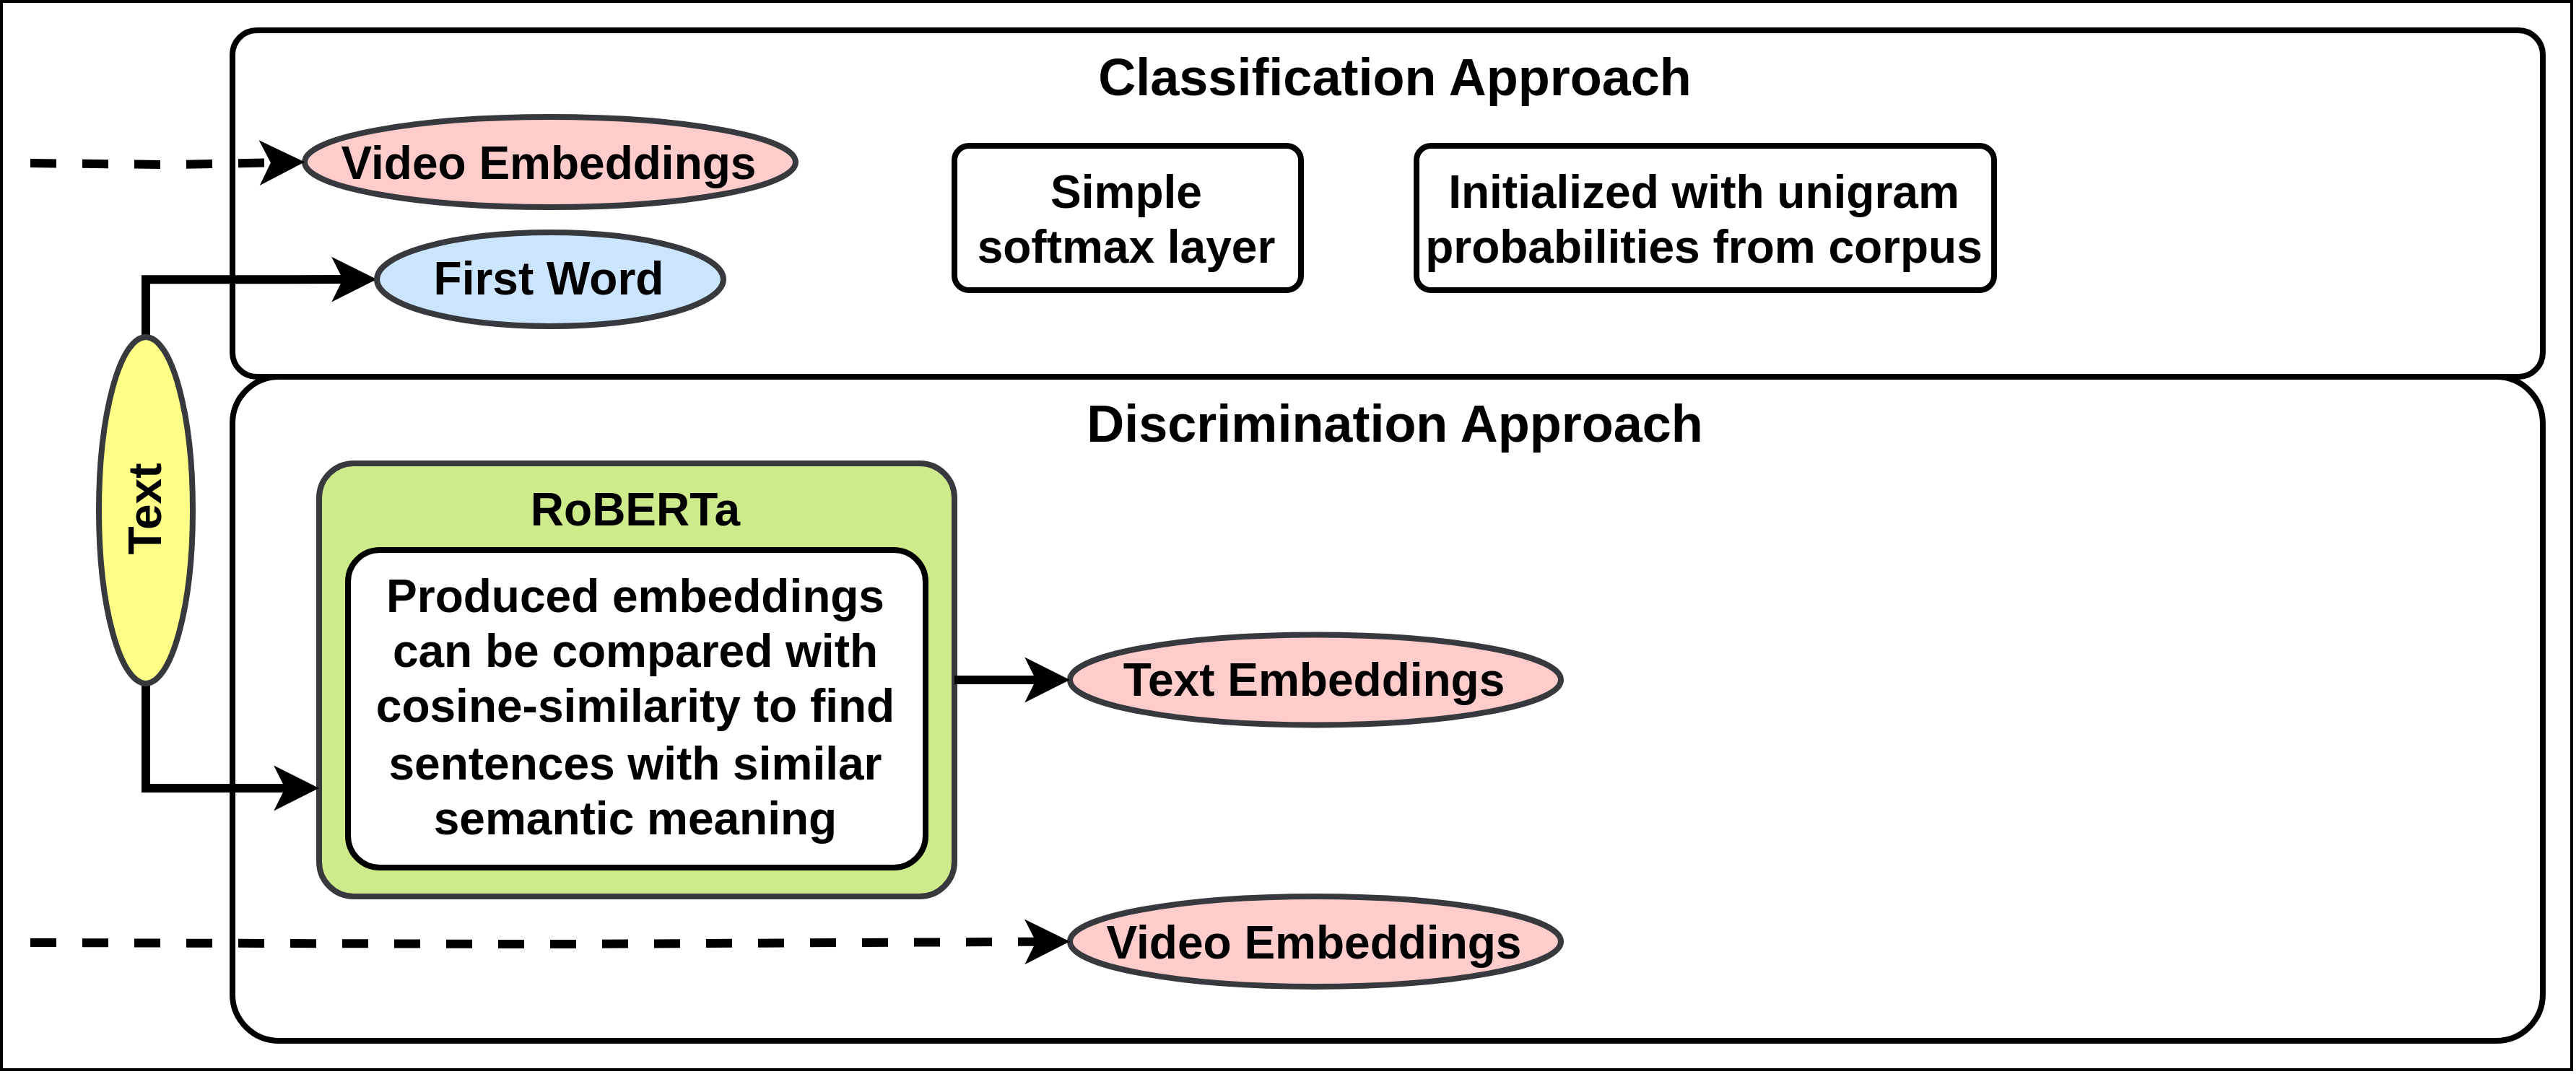 Classification Approach
Video Embeddings
First Word
Simple
softmax layer
Initialized with unigram
probabilities from corpus
Text
Discrimination Approach
RoBERTa
Produced embeddings
can be compared with
cosine-similarity to find
sentences with similar
semantic meaning
Text Embeddings
Video Embeddings